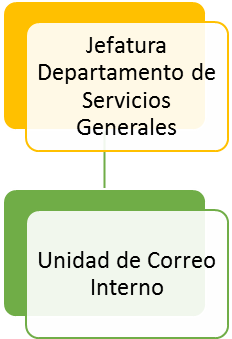 Jefatura
Departamento de
Servicios
Generales
Unidad de Correo
Interno